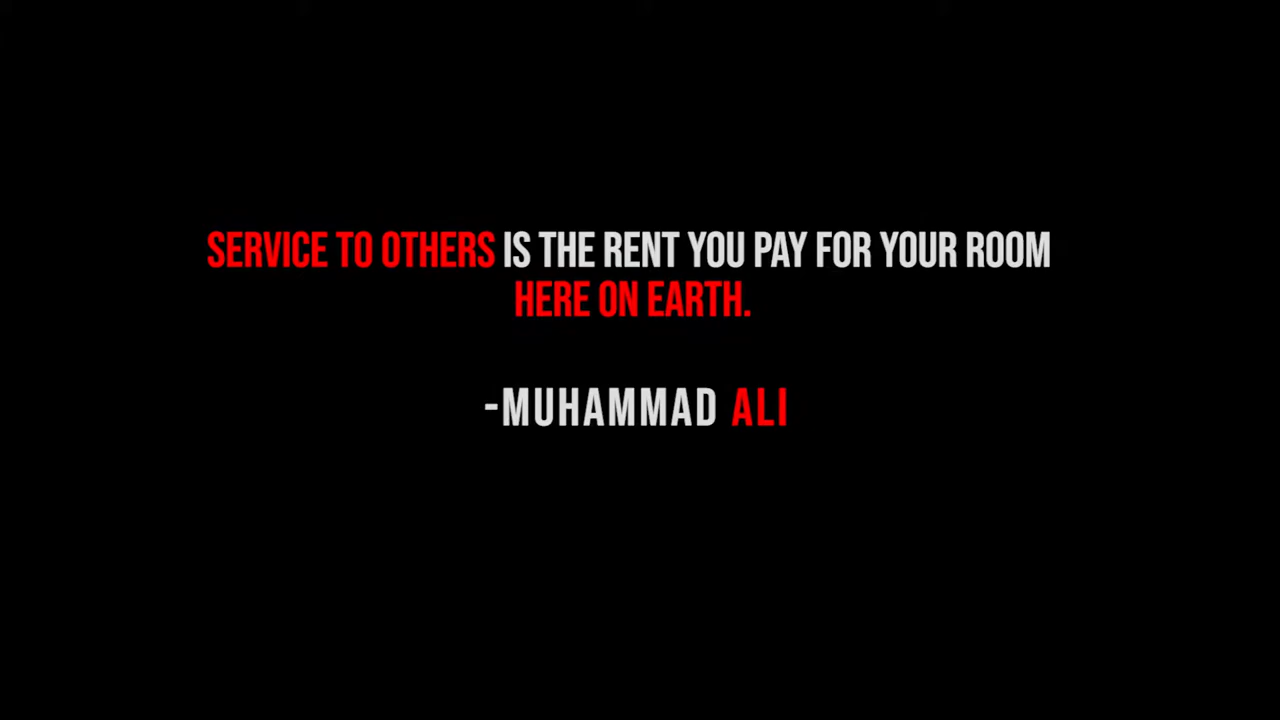 SERVICE TO OTHERS IS THE RENT YOU PAY FOR YOUR ROOM
HERE ON EARTH.
-MUHAMMAD ALI